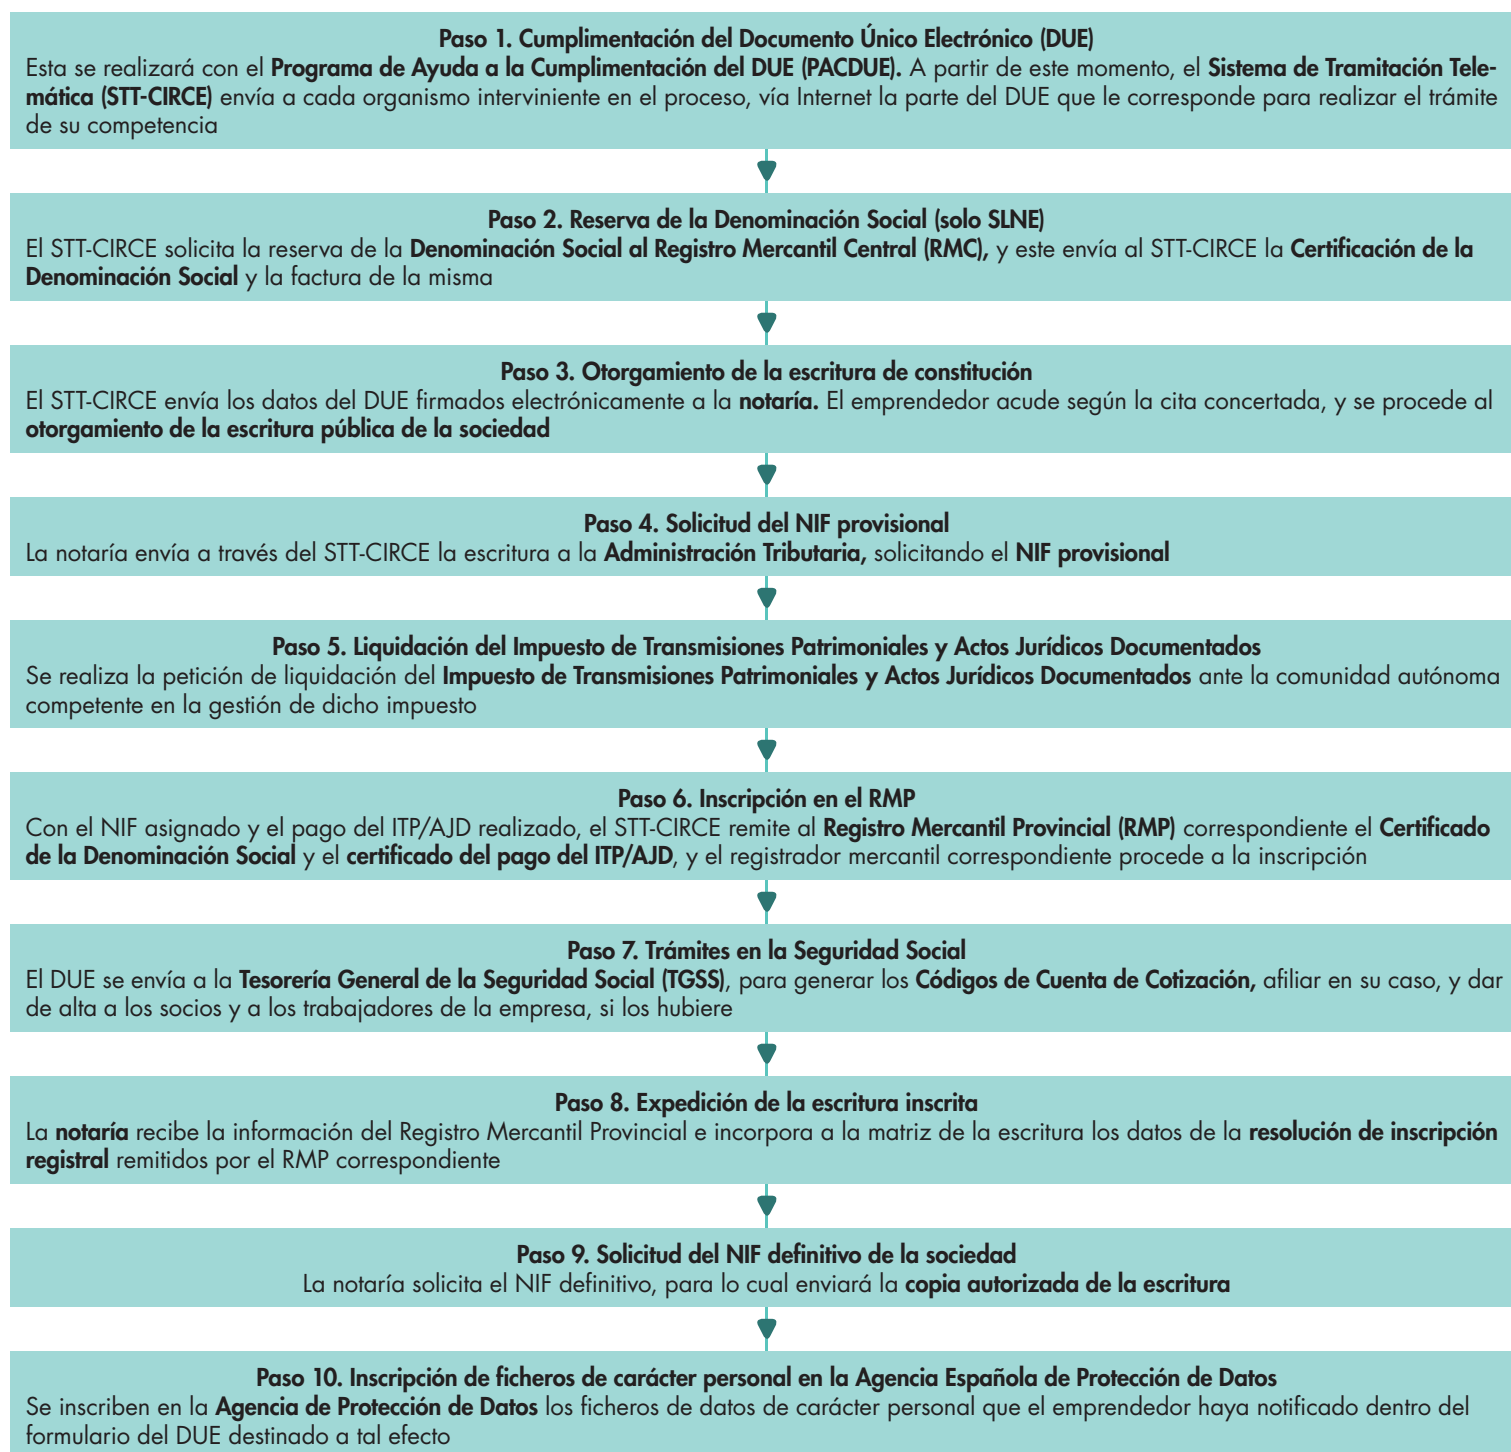 Paso 1. Cumplimentación del Documento Único Electrónico (DUE)
Esta se realizará con el Programa de Ayuda a la Cumplimentación del DUE (PACDUE). A partir de este momento, el Sistema de Tramitación Tele-
mática (STT-CIRCE) envía a cada organismo interviniente en el proceso, vía Internet la parte del DUE que le corresponde para realizar el trámite
de su competencia
Paso 2. Reserva de la Denominación Social (solo SLNE)
El STT-CIRCE solicita la reserva de la Denominación Social al Registro Mercantil Central (RMC), y este envía al STT-CIRCE la Certificación de la
Denominación Social y la factura de la misma
Paso 3. Otorgamiento de la escritura de constitución
El STT-CIRCE envía los datos del DUE firmados electrónicamente a la notaría. El emprendedor acude según la cita concertada, y se procede al
otorgamiento de la escritura pública de la sociedad
Paso 4. Solicitud del NIF provisional
La notaría envía a través del STT-CIRCE la escritura a la Administración Tributaria, solicitando el NIF provisional
Paso 5. Liquidación del Impuesto de Transmisiones Patrimoniales y Actos Jurídicos Documentados
Se realiza la petición de liquidación del Impuesto de Transmisiones Patrimoniales y Actos Jurídicos Documentados ante la comunidad autónoma
competente en la gestión de dicho impuesto
Paso 6. Inscripción en el RMP
Con el NIF asignado y el pago del ITP/AJD realizado, el STT-CIRCE remite al Registro Mercantil Provincial (RMP) correspondiente el Certificado
de la Denominación Social y el certificado del pago del ITP/AJD, y el registrador mercantil correspondiente procede a la inscripción
Paso 7. Trámites en la Seguridad Social
El DUE se envía a la Tesorería General de la Seguridad Social (TGSS), para generar los Códigos de Cuenta de Cotización, afiliar en su caso, y dar
de alta a los socios y a los trabajadores de la empresa, si los hubiere
Paso 8. Expedición de la escritura inscrita
La notaría recibe la información del Registro Mercantil Provincial e incorpora a la matriz de la escritura los datos de la resolución de inscripción
registral remitidos por el RMP correspondiente
Paso 9. Solicitud del NIF definitivo de la sociedad
La notaría solicita el NIF definitivo, para lo cual enviará la copia autorizada de la escritura
Paso 10. Inscripción de ficheros de carácter personal en la Agencia Española de Protección de Datos
Se inscriben en la Agencia de Protección de Datos los ficheros de datos de carácter personal que el emprendedor haya notificado dentro del
formulario del DUE destinado a tal efecto